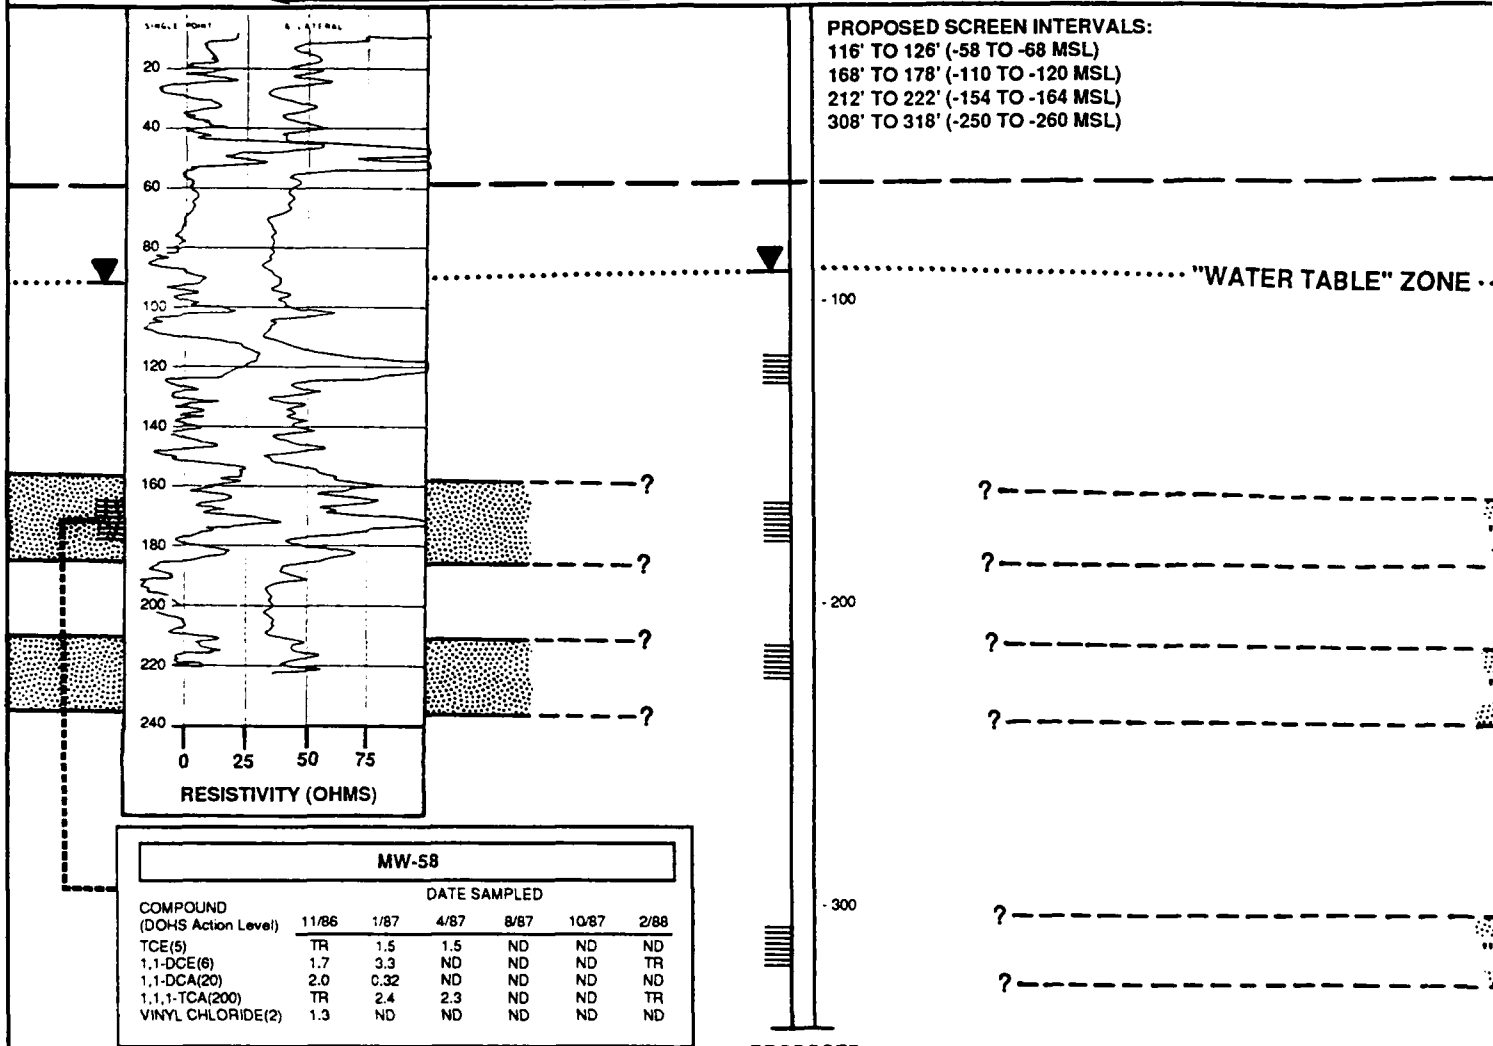 SINGLE POINT
LATERAL
PROPOSED SCREEN INTERVALS:
116' TO 126' (-58 TO -68 MSL)
168' TO 178' (-110 TO -120 MSL)
212' TO 222' (-154 TO -164 MSL)
308' TO 318' (-250 TO -260 MSL)
20
40
60
80
100
120
140
160
180
200
220
240
0 25 50 75
RESISTIVITY (OHMS)
"WATER TABLE" ZONE
- 100
- 200
- 300
?
?
?
?
?
?
?
?
?
?
MW-58
DATE SAMPLED
COMPOUND
(DOHS Action Level) 11/86 1/87 4/87 8/87 10/87 2/88
TCE(5) TR 1.5 1.5 ND ND ND
1,1-DCE(6) 1.7 3.3 ND ND ND TR
1,1-DCA(20) 2.0 0.32 ND ND ND ND
1,1,1-TCA(200) TR 2.4 2.3 ND ND TR
VINYL CHLORIDE(2) 1.3 ND ND ND ND ND